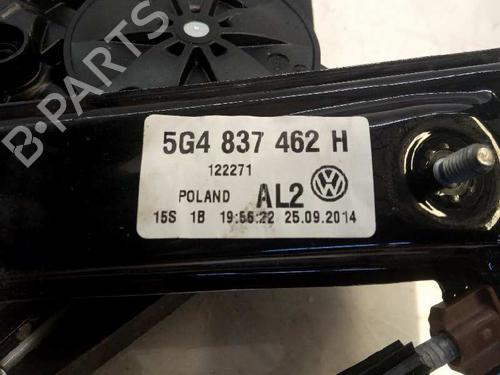 B-Parts
5G4 837 462 H
122271
POLAND AL2
15S 1B 19:56:22 25.09.2014